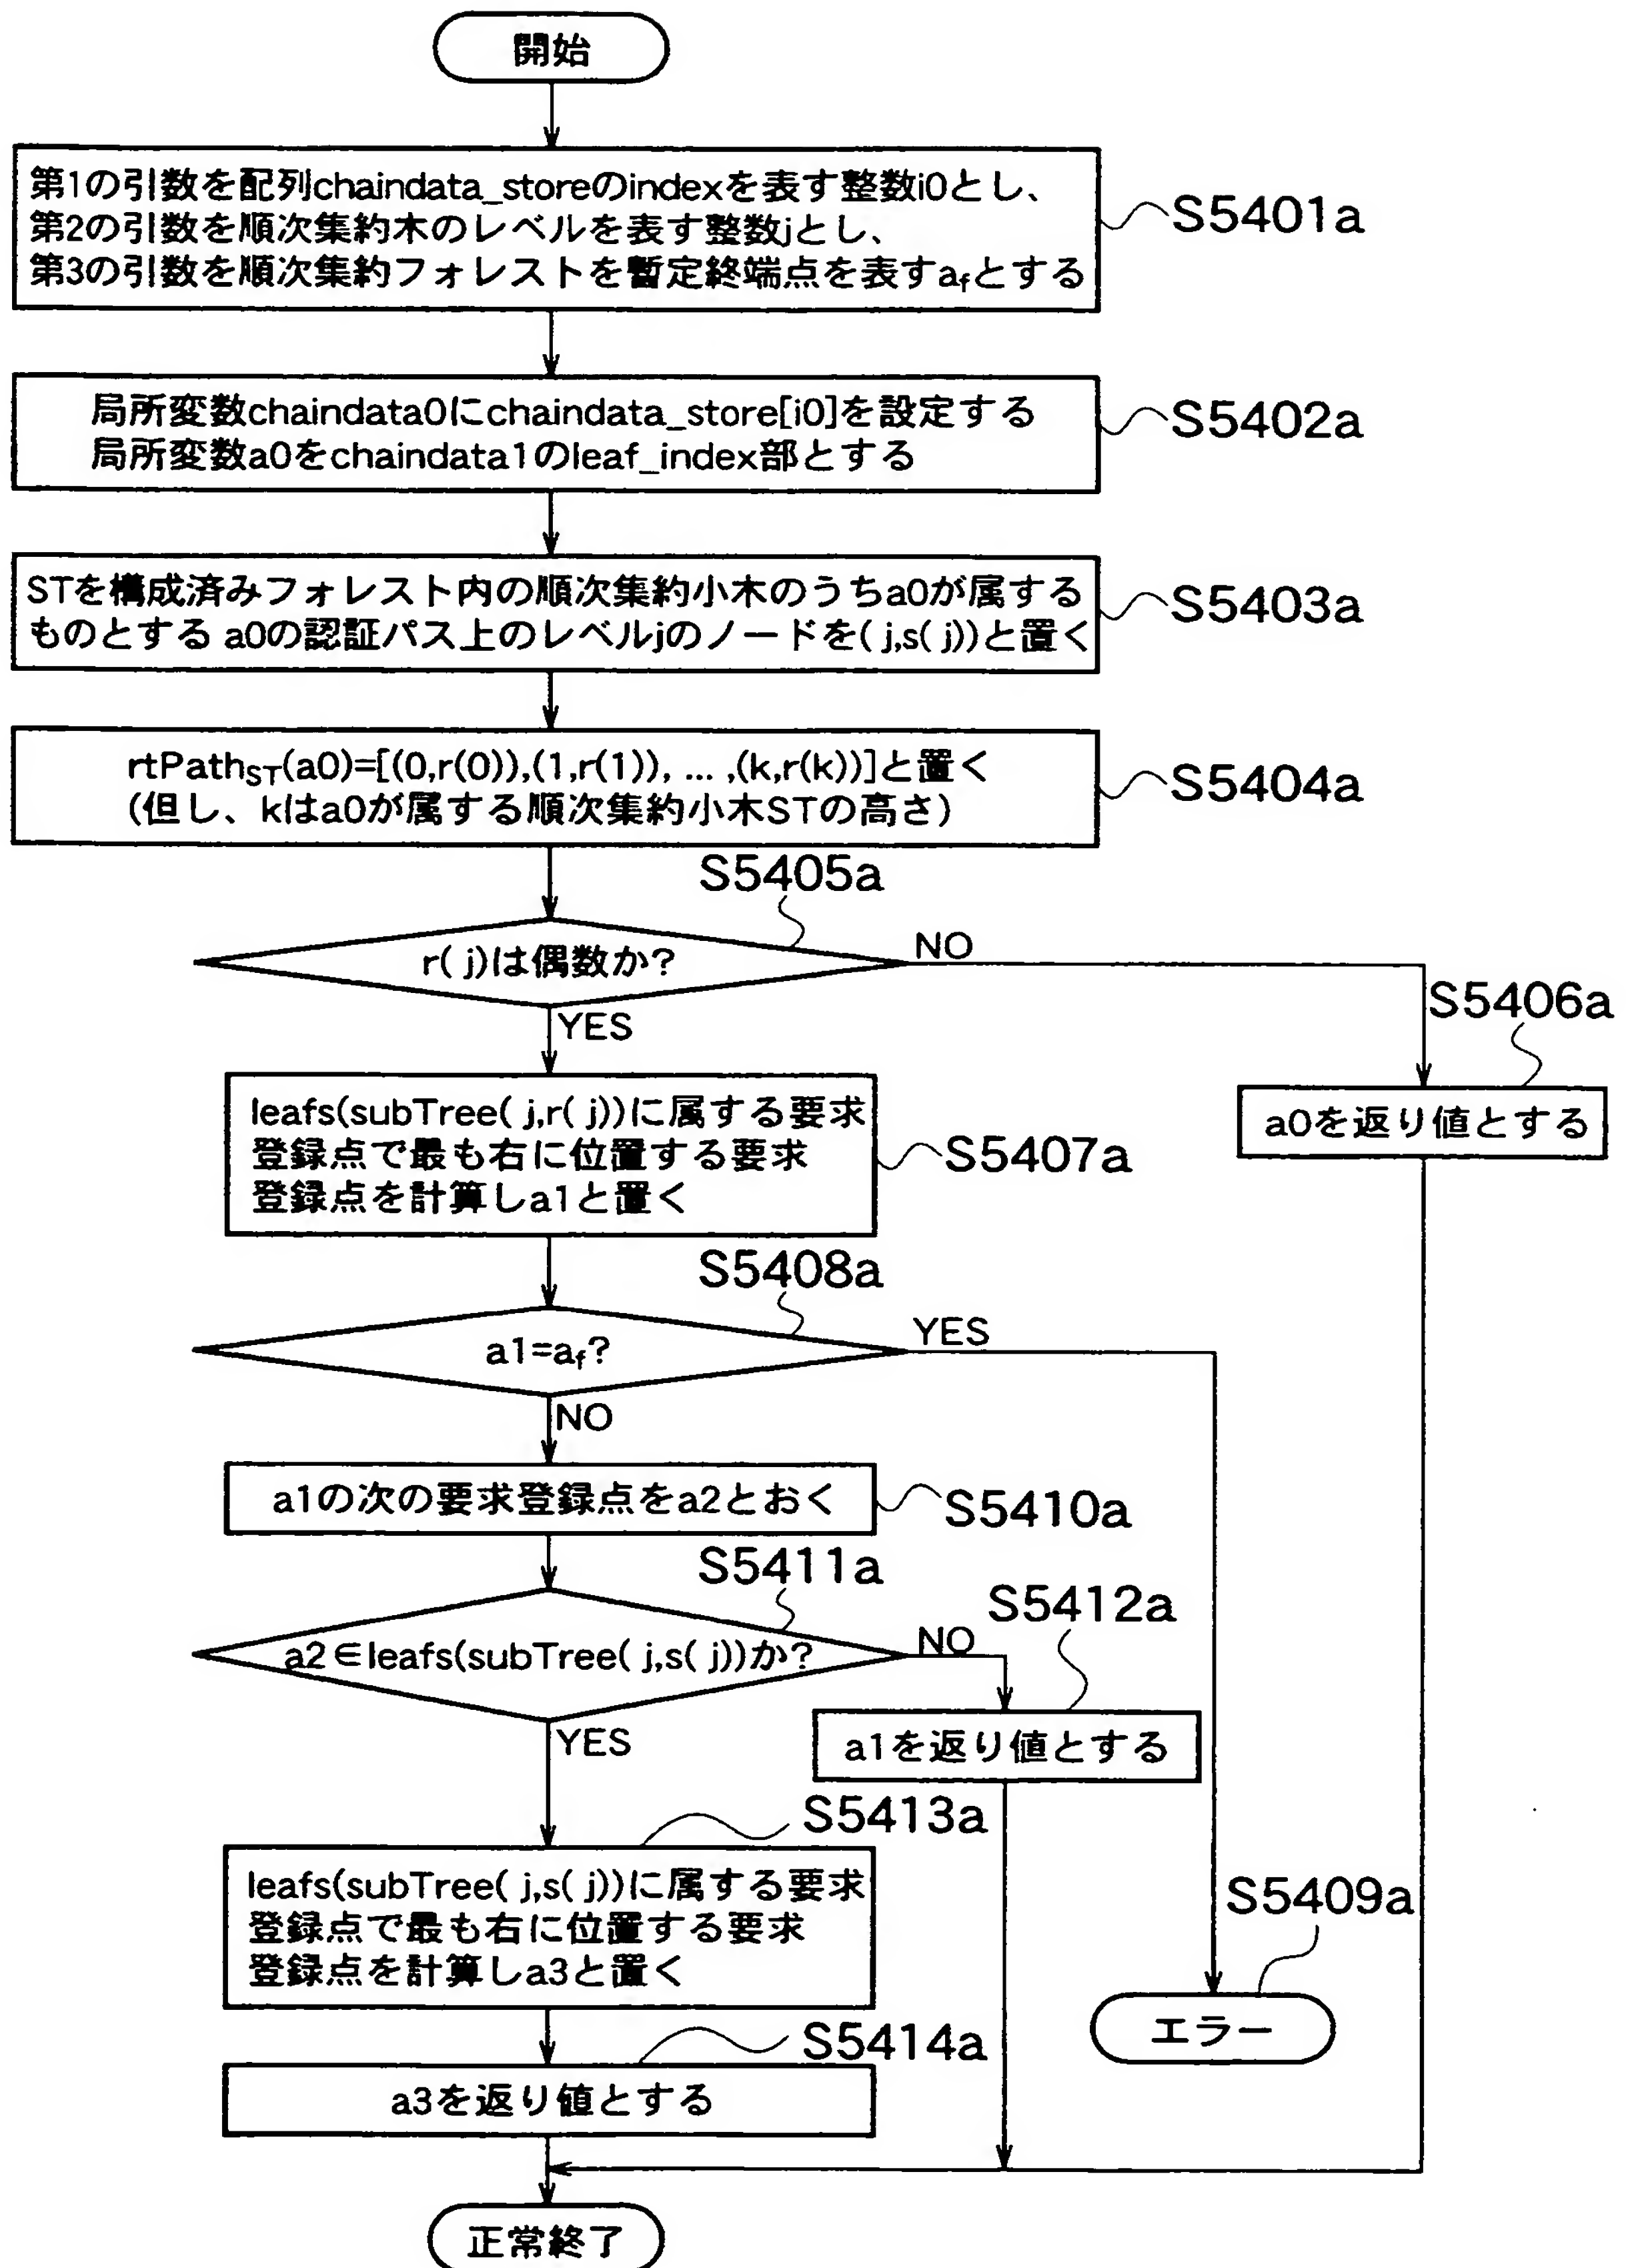 開始
第1の引数を配列chaindata_storeのindexを表す整数i0とし、
第2の引数を順次集約木のレベルを表す整数jとし、
第3の引数を順次集約フォレストを暫定終端点を表すafとする
S5401a
局所変数chaindata0にchaindata_store[i0]を設定する
局所変数a0をchaindata1のleaf_index部とする
S5402a
STを構成済みフォレスト内の順次集約小木のうちa0が属する
ものとする a0の認証パス上のレベルjのノードを( j,s( j))と置く
S5403a
rtPathST(a0)=[(0,r(0)),(1,r(1)), ... ,(k,r(k))]と置く
(但し、kはa0が属する順次集約小木STの高さ)
S5404a
S5405a
r( j)は偶数か?
NO
YES
S5406a
a0を返り値とする
leafs(subTree( j,r( j))に属する要求
登録点で最も右に位置する要求
登録点を計算しa1と置く
S5407a
S5408a
a1=af?
YES
NO
a1の次の要求登録点をa2とおく
S5410a
S5411a
a2∈leafs(subTree( j,s( j))か?
NO
YES
S5412a
a1を返り値とする
S5413a
leafs(subTree( j,s( j))に属する要求
登録点で最も右に位置する要求
登録点を計算しa3と置く
S5409a
エラー
S5414a
a3を返り値とする
正常終了